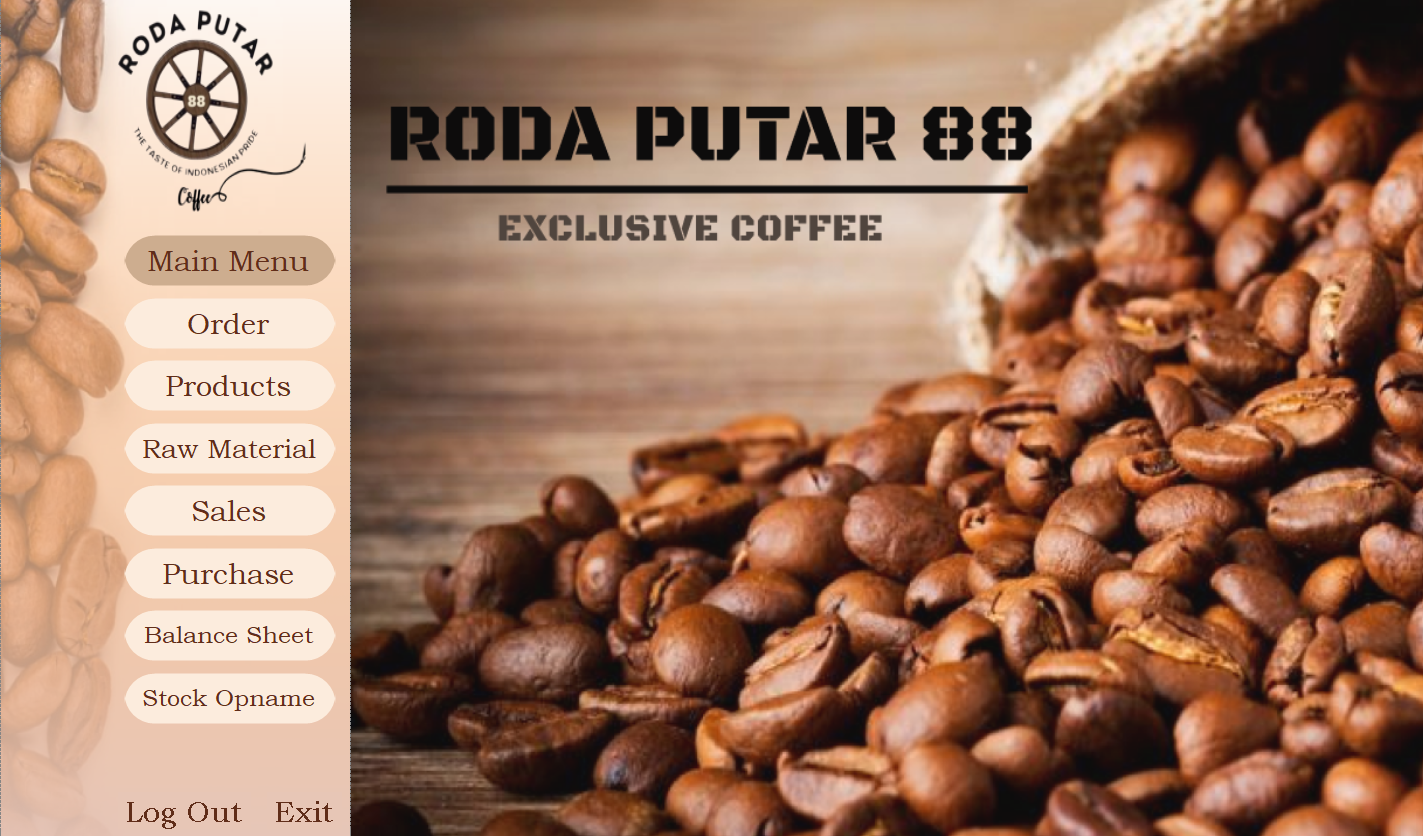 RODA PUTAR
88
THE TASTE OF INDONESIAN PRIDE
Coffee
Main Menu
Order
Products
Raw Material
Sales
Purchase
Balance Sheet
Stock Opname
Log Out Exit
RODA PUTAR 88
EXCLUSIVE COFFEE